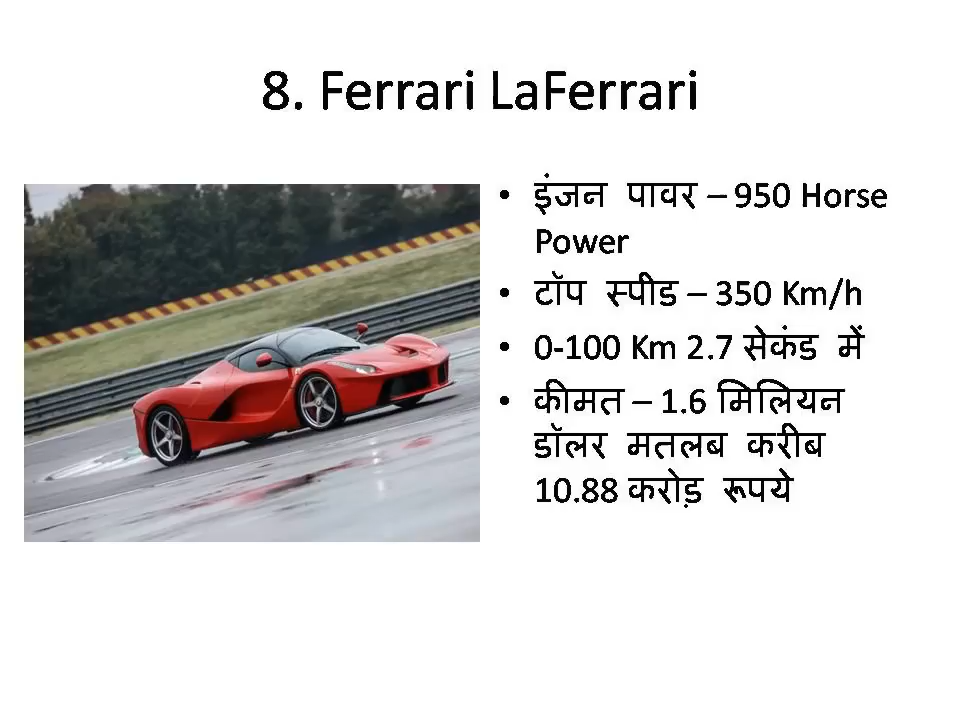 8. Ferrari LaFerrari
• इंजन पावर – 950 Horse
Power
• टॉप स्पीड – 350 Km/h
• 0-100 Km 2.7 सेकंड में
• कीमत – 1.6 मिलियन
डॉलर मतलब करीब
10.88 करोड़ रूपये